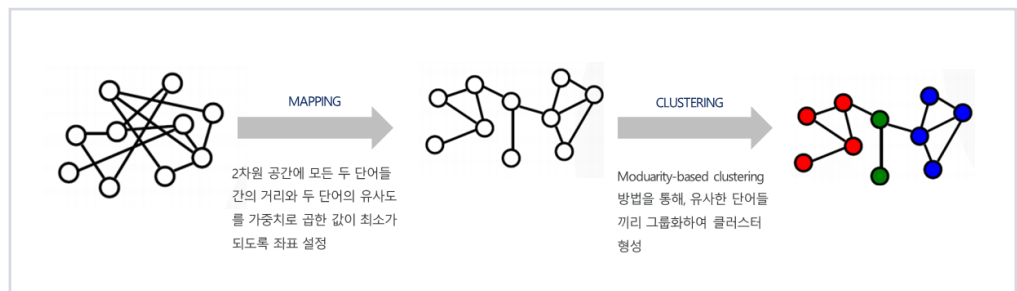 MAPPING
2차원 공간에 모든 두 단어들
간의 거리와 두 단어의 유사도
를 가중치로 곱한 값이 최소가
되도록 좌표 설정
CLUSTERING
Moduarity-based clustering
방법을 통해, 유사한 단어들
끼리 그룹화하여 클러스터
형성